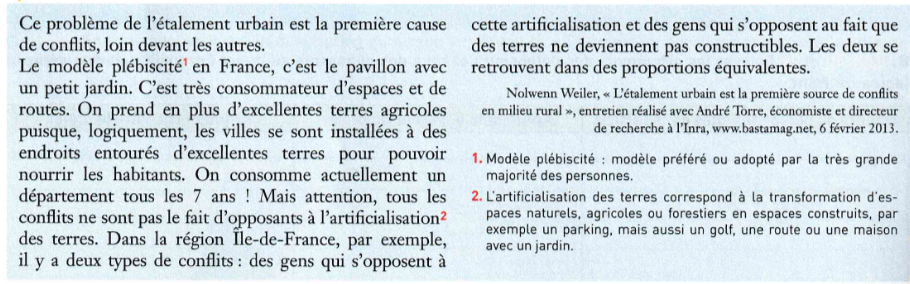 Ce problème de l'étalement urbain est la première cause
de conflits, loin devant les autres.
Le modèle plébiscité1 en France, c'est le pavillon avec
un petit jardin. C'est très consommateur d'espaces et de
routes. On prend en plus d'excellentes terres agricoles
puisque, logiquement, les villes se sont installées à des
endroits entourés d'excellentes terres pour pouvoir
nourrir les habitants. On consomme actuellement un
département tous les 7 ans ! Mais attention, tous les
conflits ne sont pas le fait d'opposants à l'artificialisation2
des terres. Dans la région Île-de-France, par exemple,
il y a deux types de conflits : des gens qui s'opposent à
cette artificialisation et des gens qui s'opposent au fait que
des terres ne deviennent pas constructibles. Les deux se
retrouvent dans des proportions équivalentes.
Nolwenn Weiler, « L'étalement urbain est la première source de conflits
en milieu rural », entretien réalisé avec André Torre, économiste et directeur
de recherche à l'Inra, www.bastamag.net, 6 février 2013.
1. Modèle plébiscité : modèle préféré ou adopté par la très grande
majorité des personnes.
2. L'artificialisation des terres correspond à la transformation d'es-
paces naturels, agricoles ou forestiers en espaces construits, par
exemple un parking, mais aussi un golf, une route ou une maison
avec un jardin.